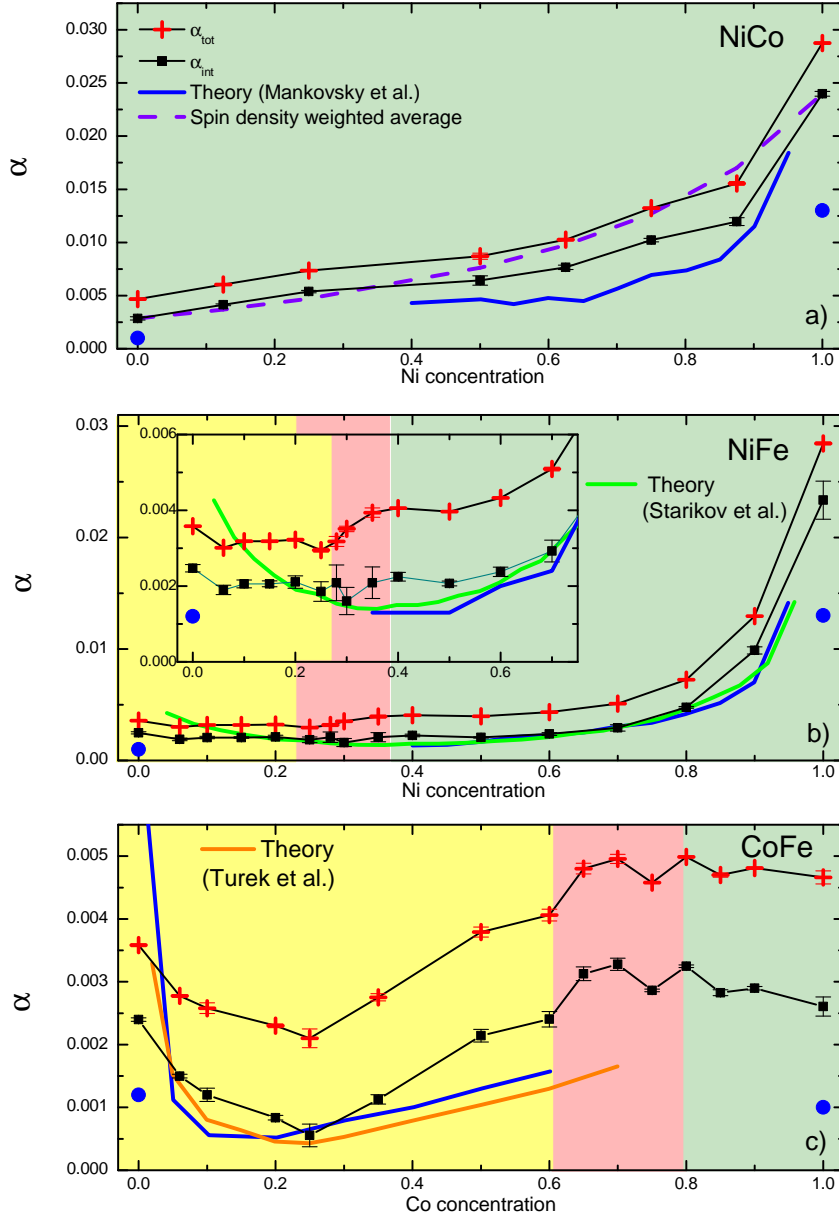 0.030
0.025
0.020
0.015
0.010
0.005
0.000
α
α_tot
α_int
Theory (Mankovsky et al.)
Spin density weighted average
NiCo
a)
0.0 0.2 0.4 0.6 0.8 1.0
Ni concentration
0.03
0.02
0.01
0.00
α
0.006
0.004
0.002
0.000
0.0 0.2 0.4 0.6
NiFe
Theory
(Starikov et al.)
b)
0.0 0.2 0.4 0.6 0.8 1.0
Ni concentration
0.005
0.004
0.003
0.002
0.001
0.000
α
Theory
(Turek et al.)
CoFe
c)
0.0 0.2 0.4 0.6 0.8 1.0
Co concentration